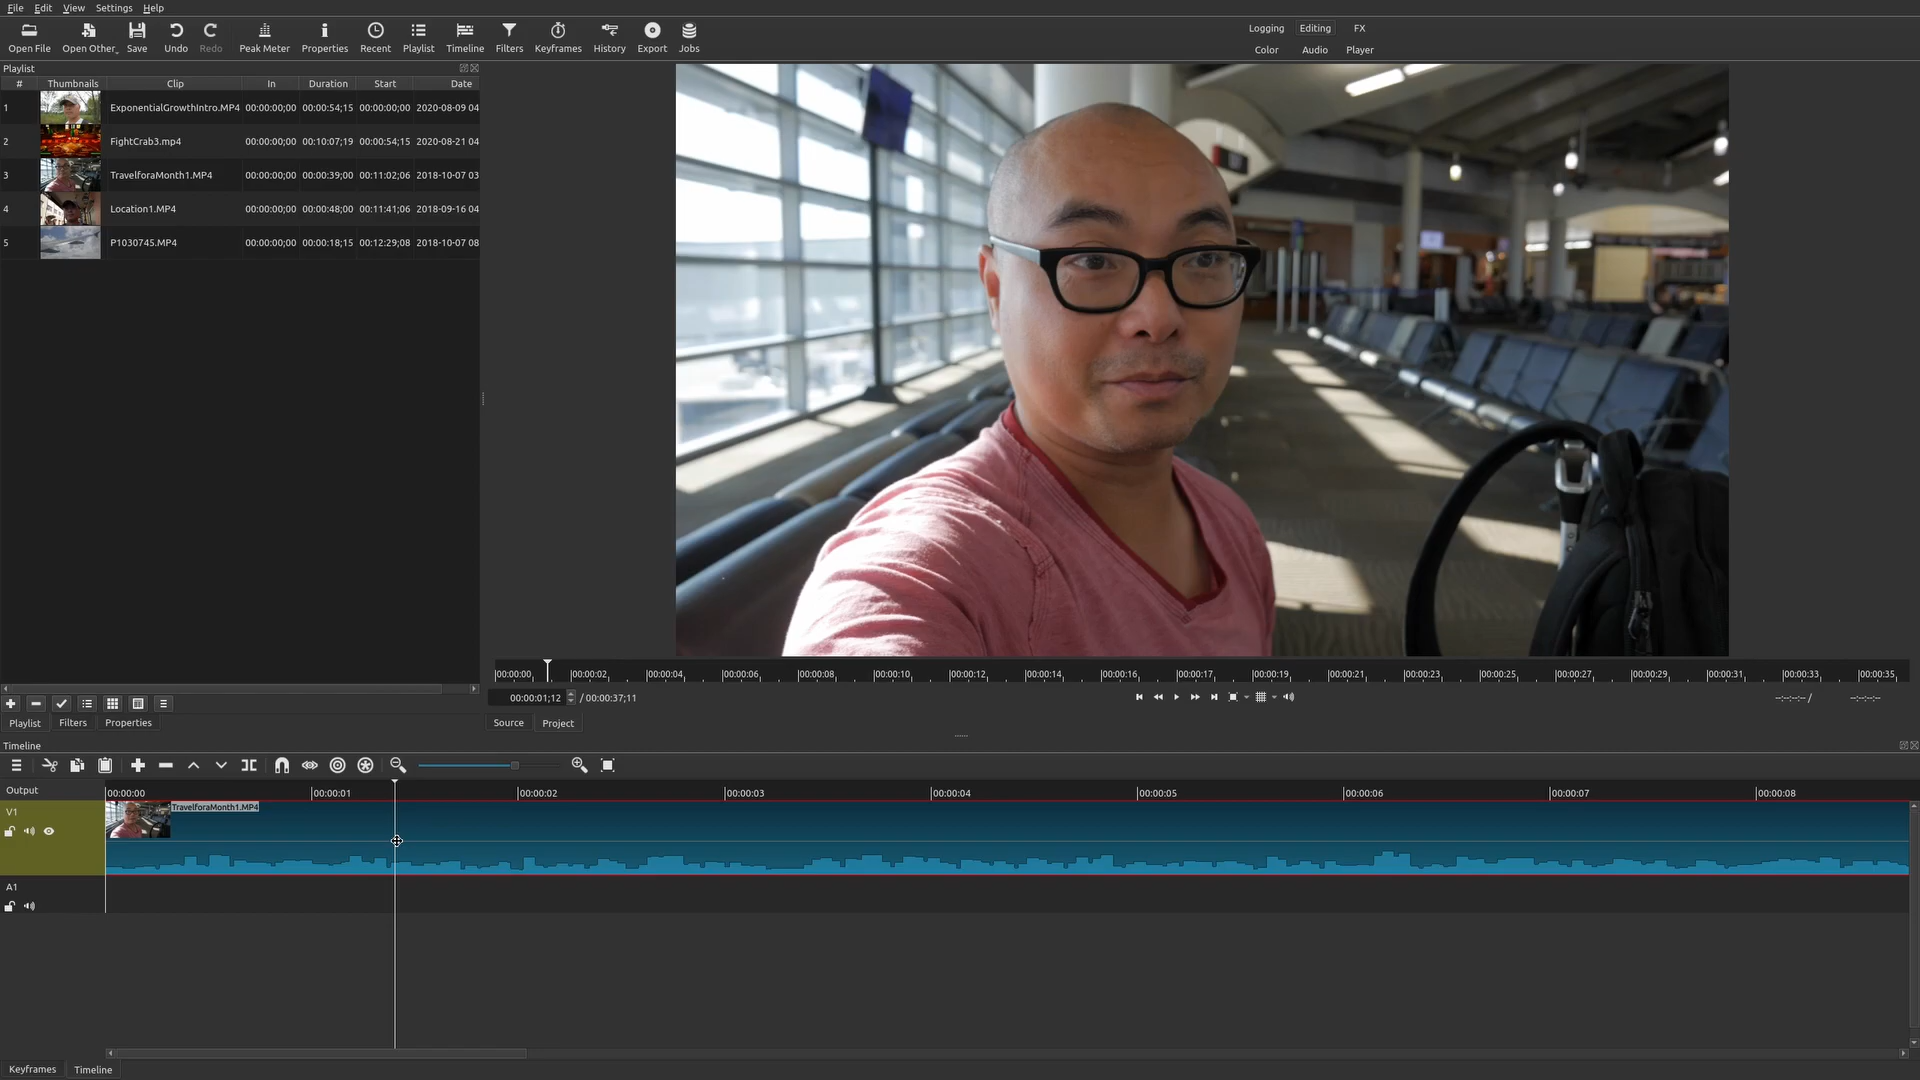 File Edit View Settings Help
Open File Open Other.. Save Undo Redo Peak Meter Properties Recent Playlist Timeline Filters Keyframes History Export Jobs
Logging Editing FX
Color Audio Player
Playlist
# Thumbnails Clip In Duration Start Date
1 ExponentialGrowthIntro.MP4 00:00:00;00 00:00:54;15 00:00:00;00 2020-08-09 04
2 FightCrab3.mp4 00:00:00;00 00:10:07;19 00:00:54;15 2020-08-21 04
3 TravelforaMonth1.MP4 00:00:00;00 00:00:39;00 00:11:02;06 2018-10-07 03
4 Location1.MP4 00:00:00;00 00:00:48;00 00:11:41;06 2018-09-16 04
5 P1030745.MP4 00:00:00;00 00:00:18;15 00:12:29;08 2018-10-07 08
00:00:00 00:00:02 00:00:04 00:00:06 00:00:08 00:00:10 00:00:12 00:00:14 00:00:16 00:00:17 00:00:19 00:00:21 00:00:23 00:00:25 00:00:27 00:00:29 00:00:31 00:00:33 00:00:35
00:00:01;12 / 00:00:37;11 --:--:--:-- / --:--:--:--
Playlist Filters Properties Source Project
Timeline
Output 00:00:00 00:00:01 00:00:02 00:00:03 00:00:04 00:00:05 00:00:06 00:00:07 00:00:08
V1 TravelforaMonth1.MP4
A1
Keyframes Timeline